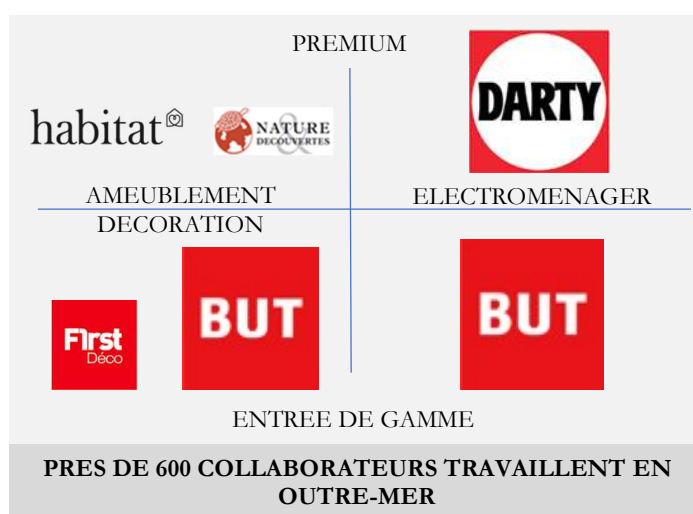 PREMIUM
DARTY
habitat®
NATURE
&
DECOUVERTES
AMEUBLEMENT
ELECTROMENAGER
DECORATION
BUT
BUT
F1rst
Déco
ENTREE DE GAMME
PRES DE 600 COLLABORATEURS TRAVAILLENT EN
OUTRE-MER